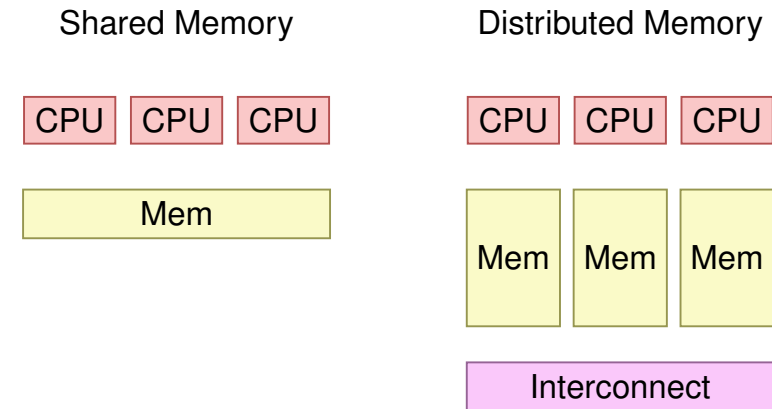 Shared Memory
CPU CPU CPU
Mem
Distributed Memory
CPU CPU CPU
Mem Mem Mem
Interconnect